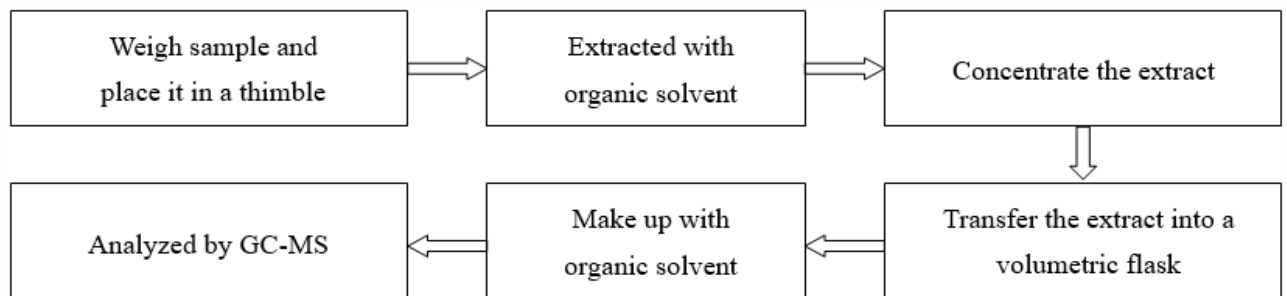 Weigh sample and
place it in a thimble
Extracted with
organic solvent
Concentrate the extract
Transfer the extract into a
volumetric flask
Make up with
organic solvent
Analyzed by GC-MS